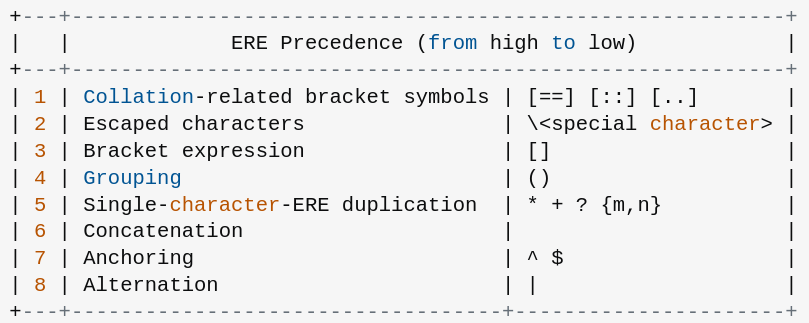 +---+----------------------------------------------------------+
|   |             ERE Precedence (from high to low)            |
+---+----------------------------------------------------------+
| 1 | Collation-related bracket symbols | [==] [::] [..]       |
| 2 | Escaped characters                | \<special character> |
| 3 | Bracket expression                | []                   |
| 4 | Grouping                          | ()                   |
| 5 | Single-character-ERE duplication  | * + ? {m,n}          |
| 6 | Concatenation                     |                      |
| 7 | Anchoring                         | ^ $                  |
| 8 | Alternation                       | |                    |
+---+-----------------------------------+----------------------+